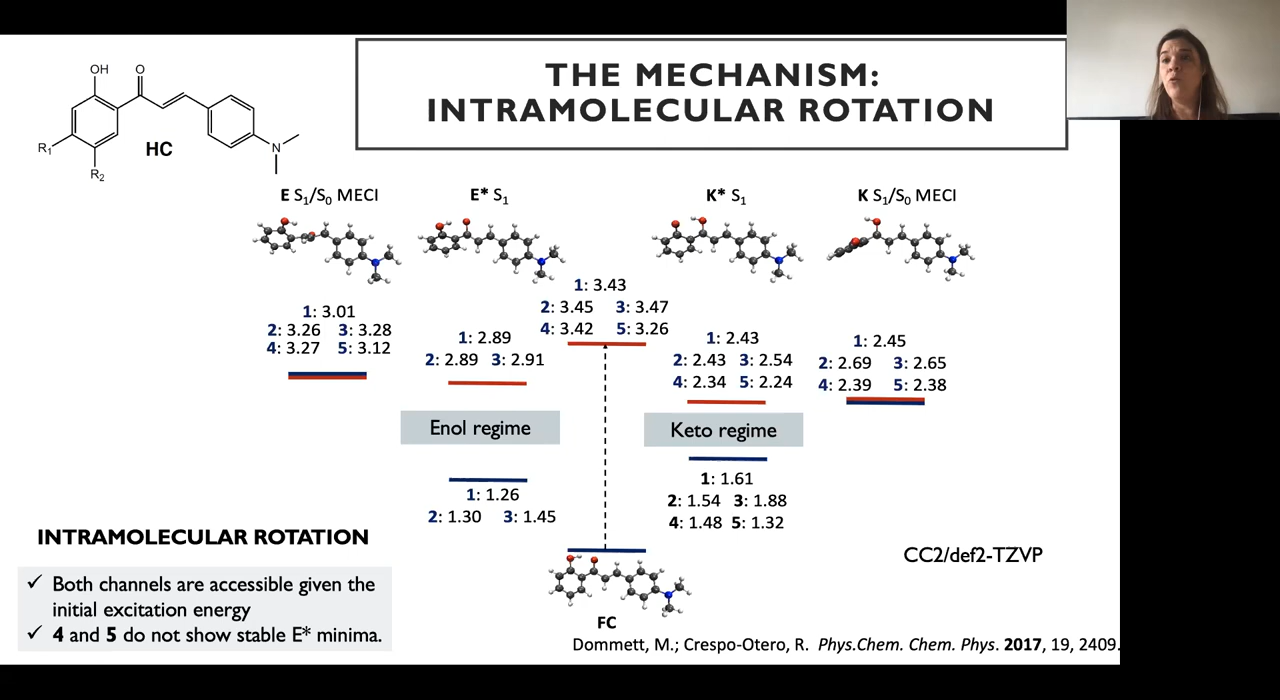 THE MECHANISM:
INTRAMOLECULAR ROTATION
OH
O
R1
R2
N
HC
E S1/S0 MECI
E* S1
K* S1
K S1/S0 MECI
1: 3.01
2: 3.26 3: 3.28
4: 3.27 5: 3.12
1: 2.89
2: 2.89 3: 2.91
1: 3.43
2: 3.45 3: 3.47
4: 3.42 5: 3.26
1: 2.43
2: 2.43 3: 2.54
4: 2.34 5: 2.24
1: 2.45
2: 2.69 3: 2.65
4: 2.39 5: 2.38
Enol regime
Keto regime
1: 1.26
2: 1.30 3: 1.45
1: 1.61
2: 1.54 3: 1.88
4: 1.48 5: 1.32
FC
CC2/def2-TZVP
INTRAMOLECULAR ROTATION
✓ Both channels are accessible given the
initial excitation energy
✓ 4 and 5 do not show stable E* minima.
Dommett, M.; Crespo-Otero, R. Phys.Chem. Chem. Phys. 2017, 19, 2409.